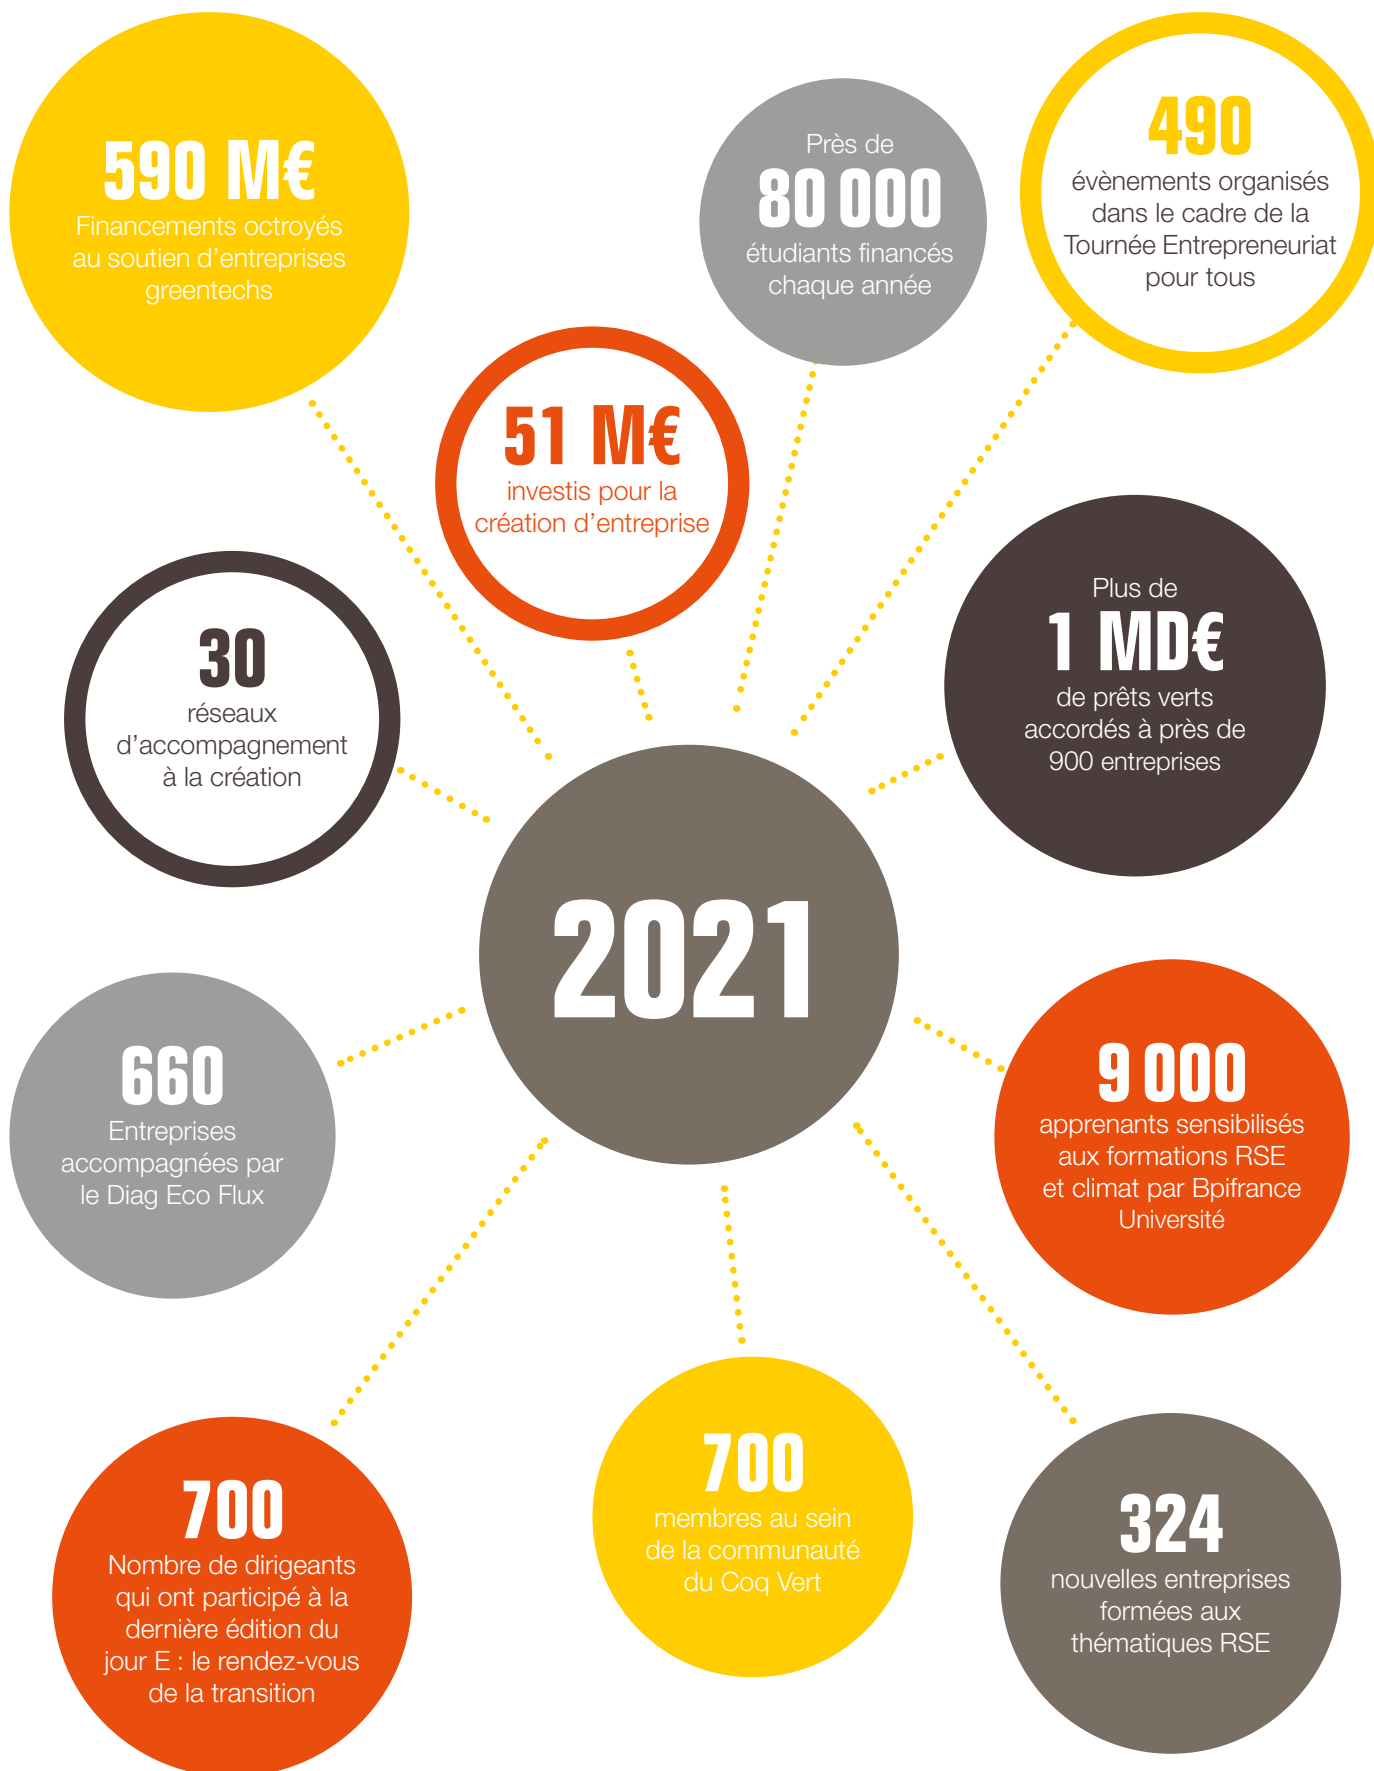 590 M€
Financements octroyés
au soutien d’entreprises
greentechs
Près de
80 000
étudiants financés
chaque année
490
évènements organisés
dans le cadre de la
Tournée Entrepreneuriat
pour tous
51 M€
investis pour la
création d’entreprise
30
réseaux
d’accompagnement
à la création
Plus de
1 MD€
de prêts verts
accordés à près de
900 entreprises
2021
660
Entreprises
accompagnées par
le Diag Eco Flux
9 000
apprenants sensibilisés
aux formations RSE
et climat par Bpifrance
Université
700
Nombre de dirigeants
qui ont participé à la
dernière édition du
jour E : le rendez-vous
de la transition
700
membres au sein
de la communauté
du Coq Vert
324
nouvelles entreprises
formées aux
thématiques RSE